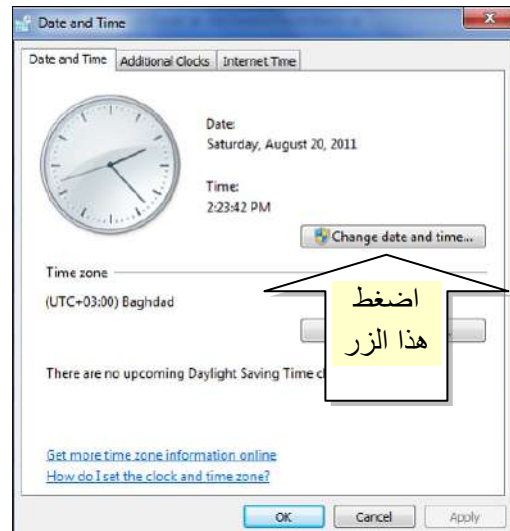 Date and Time
Date and Time Additional Clocks Internet Time
Date:
Saturday, August 20, 2011
Time:
2:23:42 PM
Change date and time...
Time zone
(UTC+03:00) Baghdad
اضغط
هذا الزر
There are no upcoming Daylight Saving Time
Get more time zone information online
How do I set the clock and time zone?
OK Cancel Apply